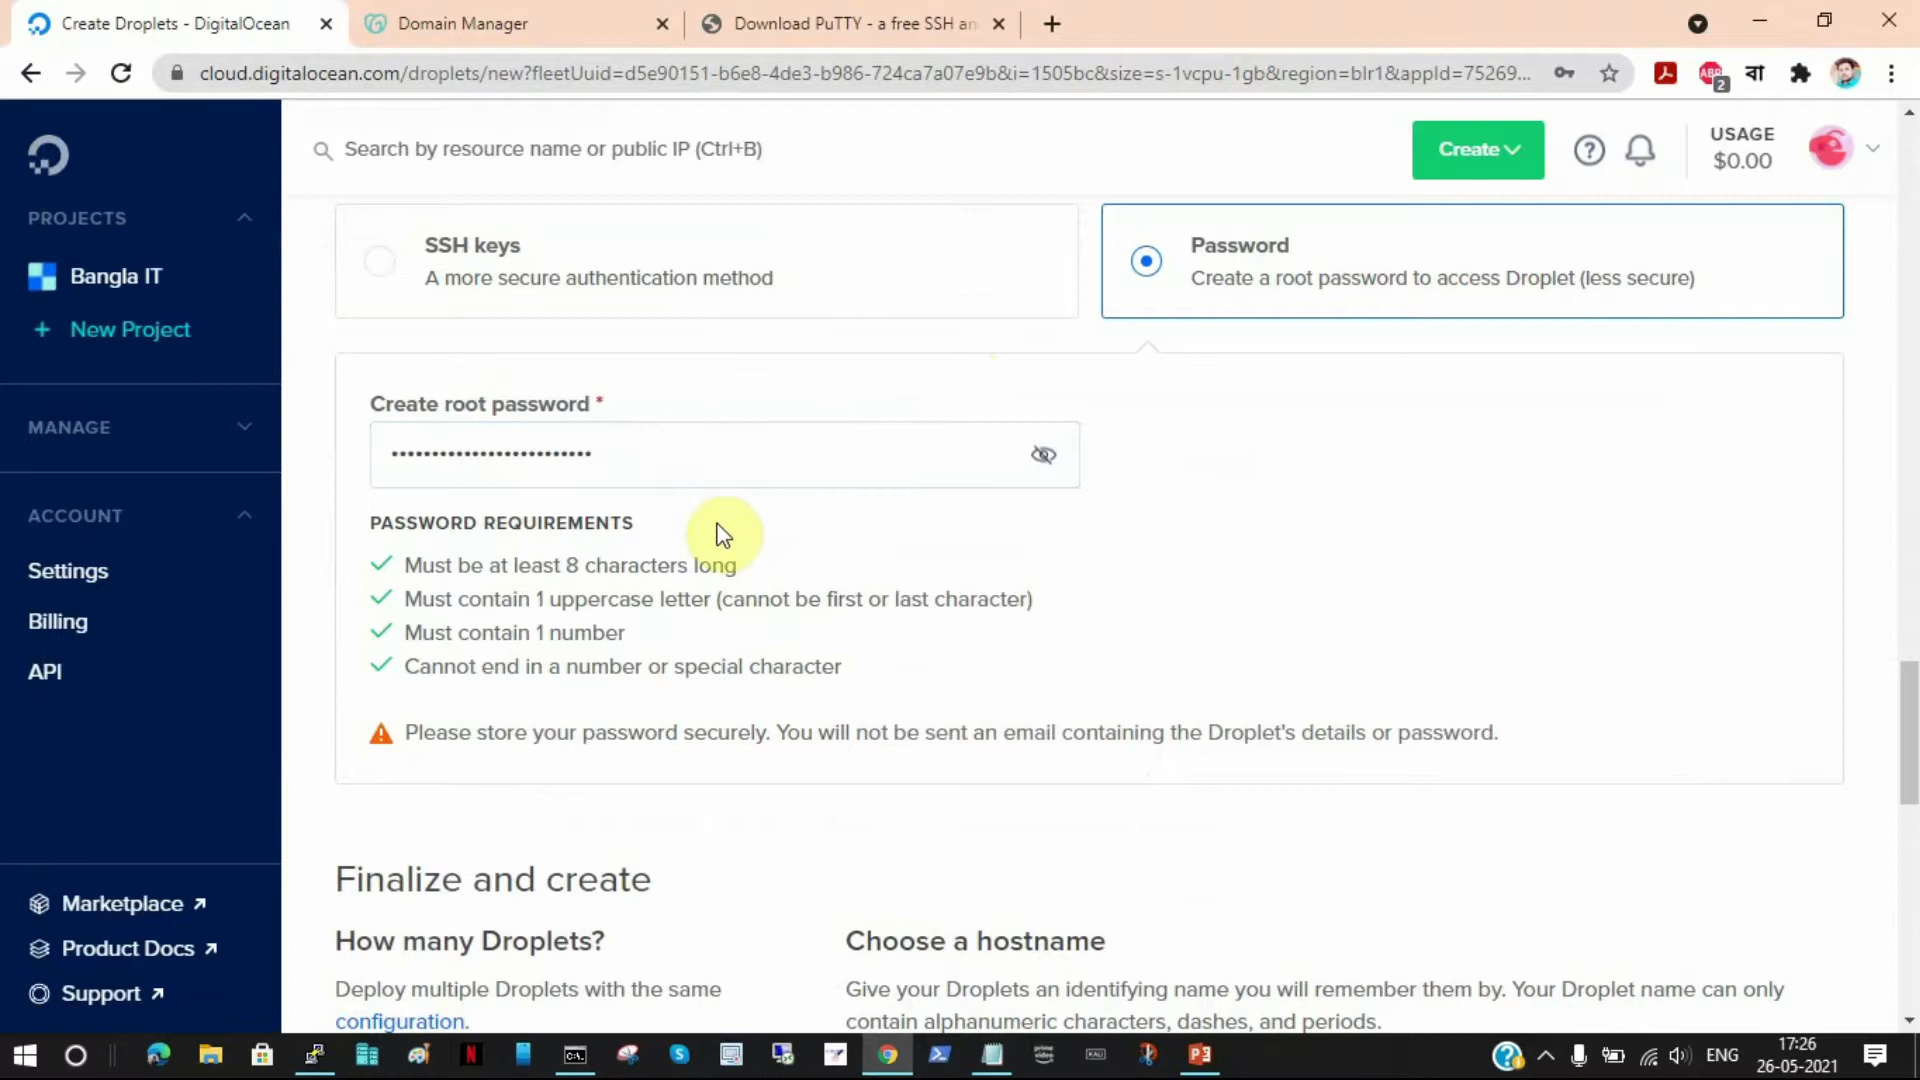 Create Droplets - DigitalOcean
Domain Manager
Download PuTTY - a free SSH an
cloud.digitalocean.com/droplets/new?fleetUuid=d5e90151-b6e8-4de3-b986-724ca7a07e9b&i=1505bc&size=s-1vcpu-1gb&region=blr1&appId=75269...
ABP
2
বা
Search by resource name or public IP (Ctrl+B)
Create
USAGE
$0.00
PROJECTS
Bangla IT
+ New Project
MANAGE
ACCOUNT
Settings
Billing
API
Marketplace
Product Docs
Support
SSH keys
A more secure authentication method
Password
Create a root password to access Droplet (less secure)
Create root password *
•••••••••••••••••••••••••
PASSWORD REQUIREMENTS
Must be at least 8 characters long
Must contain 1 uppercase letter (cannot be first or last character)
Must contain 1 number
Cannot end in a number or special character
Please store your password securely. You will not be sent an email containing the Droplet's details or password.
Finalize and create
How many Droplets?
Deploy multiple Droplets with the same
configuration.
Choose a hostname
Give your Droplets an identifying name you will remember them by. Your Droplet name can only
contain alphanumeric characters, dashes, and periods.
ENG
17:26
26-05-2021